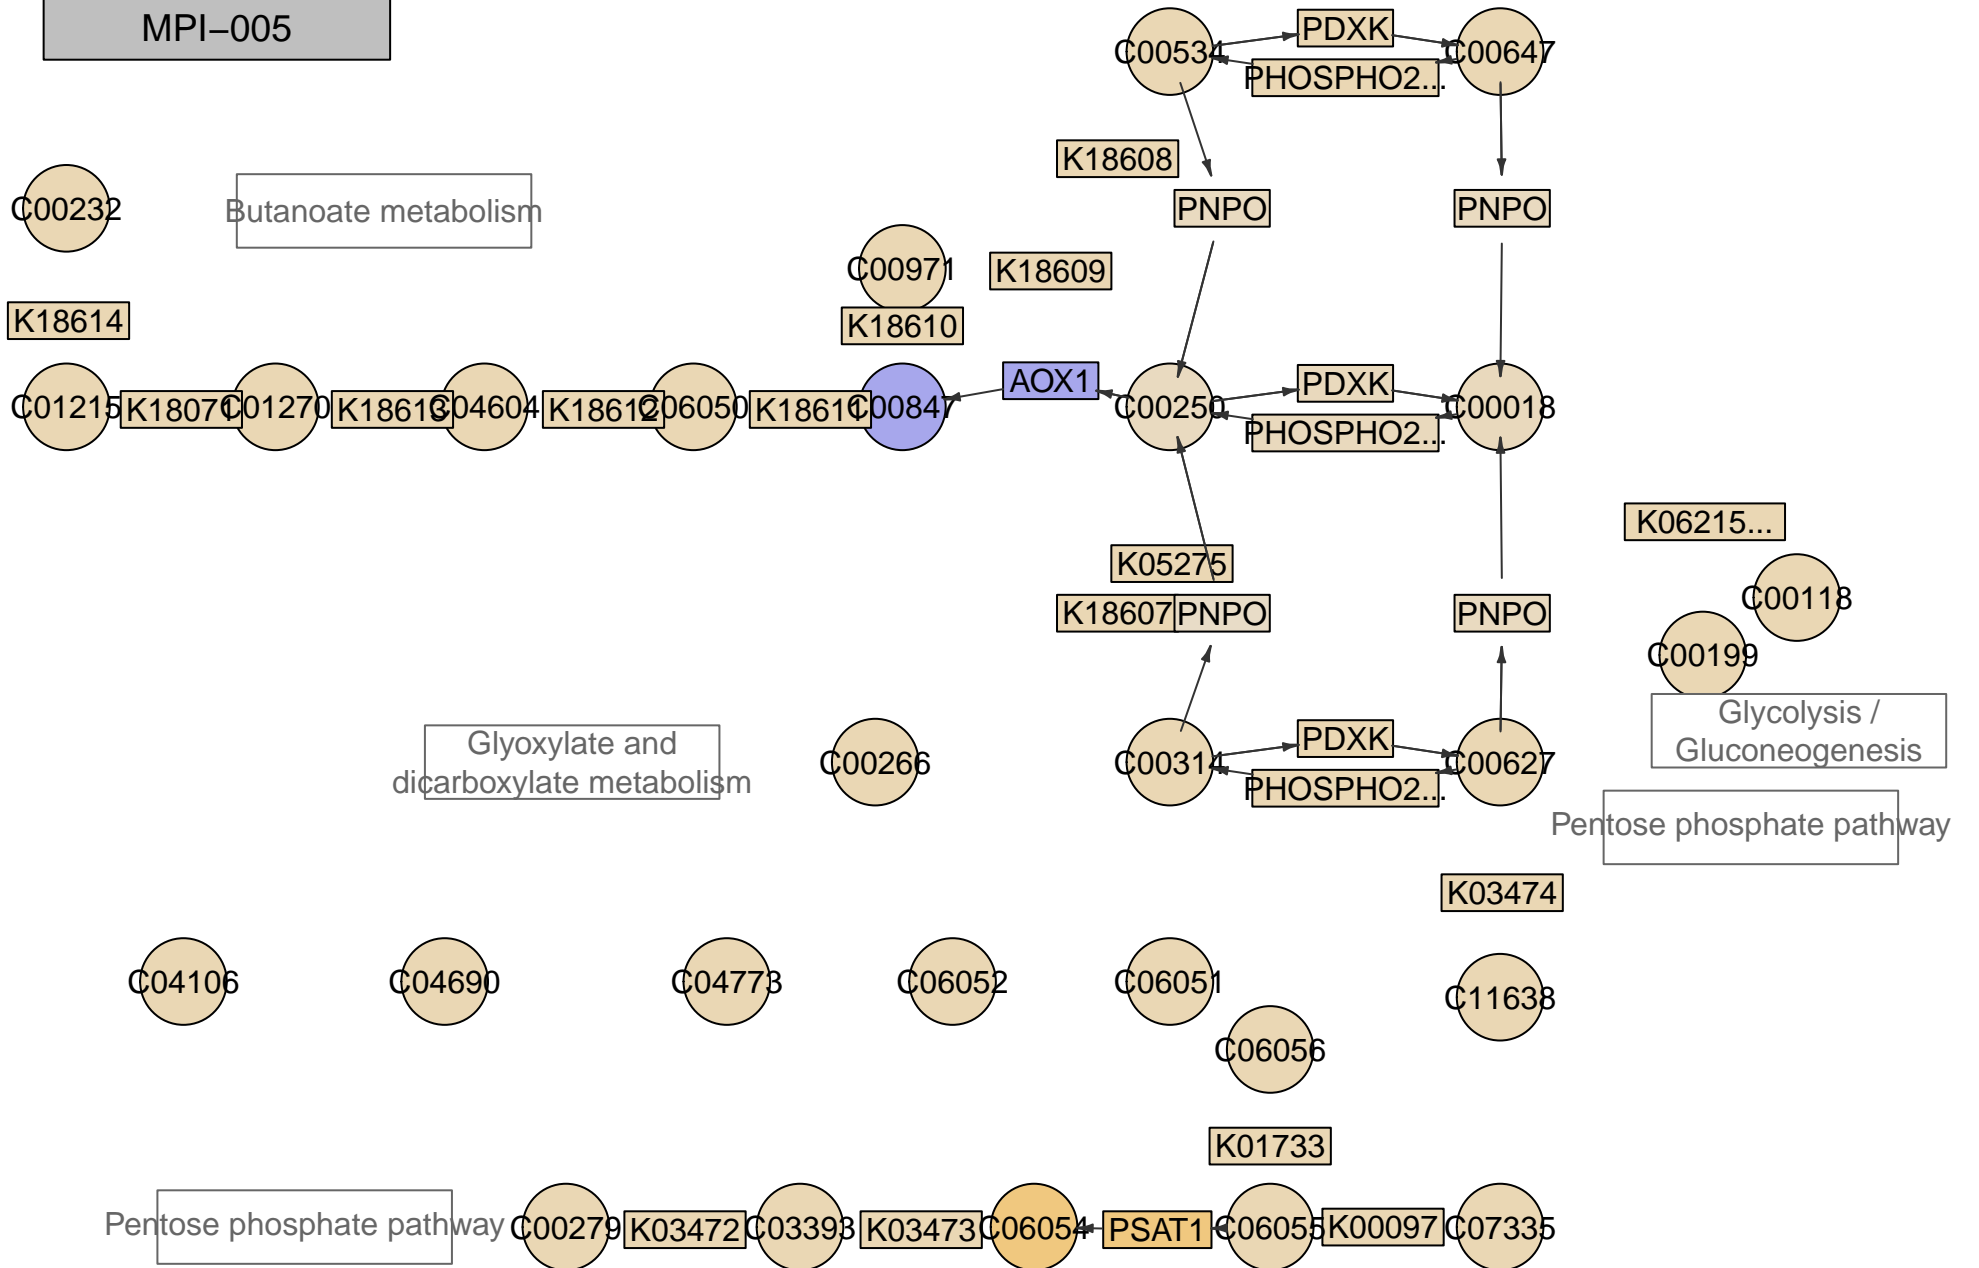 MPI−005
C00534
PDXK
C00647
PHOSPHO2...
K18608
C00232
Butanoate metabolism
PNPO
PNPO
C00971
K18609
K18614
K18610
C01215
K18071
C01270
K18613
C04604
K18612
C06050
K18611
C00847
AOX1
C00250
PDXK
C00018
PHOSPHO2...
K06215...
K05275
C00118
K18607
PNPO
PNPO
C00199
Glycolysis /
Gluconeogenesis
Glyoxylate and
dicarboxylate metabolism
C00266
C00314
PDXK
C00627
PHOSPHO2...
Pentose phosphate pathway
K03474
C04106
C04690
C04773
C06052
C06051
C11638
C06056
K01733
Pentose phosphate pathway
C00279
K03472
C03393
K03473
C06054
PSAT1
C06055
K00097
C07335